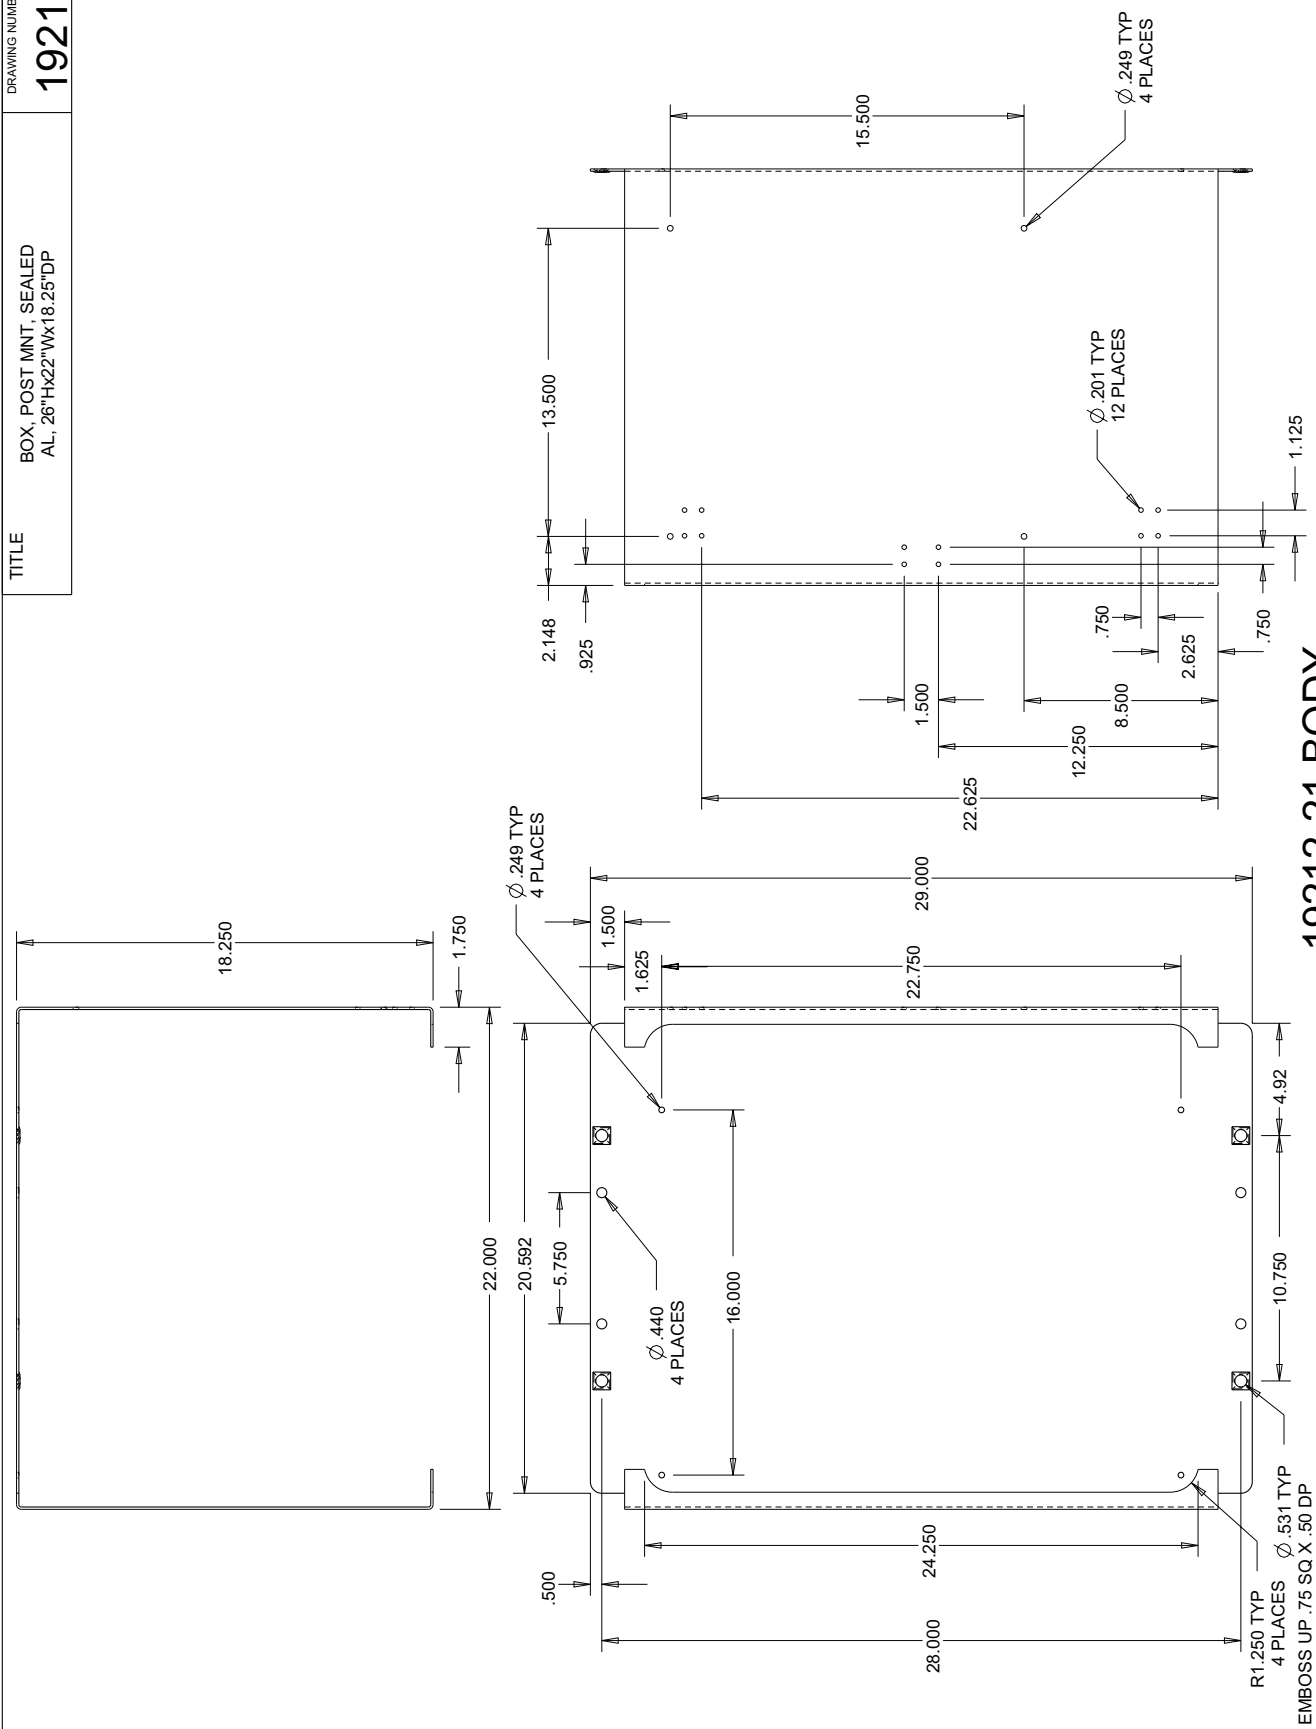 TITLE
BOX, POST MNT, SEALED
AL, 26"Hx22"Wx18.25"DP
DRAWING NUMB
1921
18.250
1.750
22.000
20.592
5.750
Ø .440
4 PLACES
16.000
Ø .249 TYP
4 PLACES
1.500
1.625
22.750
29.000
.500
28.000
24.250
R1.250 TYP
4 PLACES
Ø .531 TYP
EMBOSS UP .75 SQ X .50 DP
10.750
4.92
2.148
.925
13.500
15.500
Ø .249 TYP
4 PLACES
Ø .201 TYP
12 PLACES
1.125
.750
.750
2.625
8.500
1.500
12.250
22.625